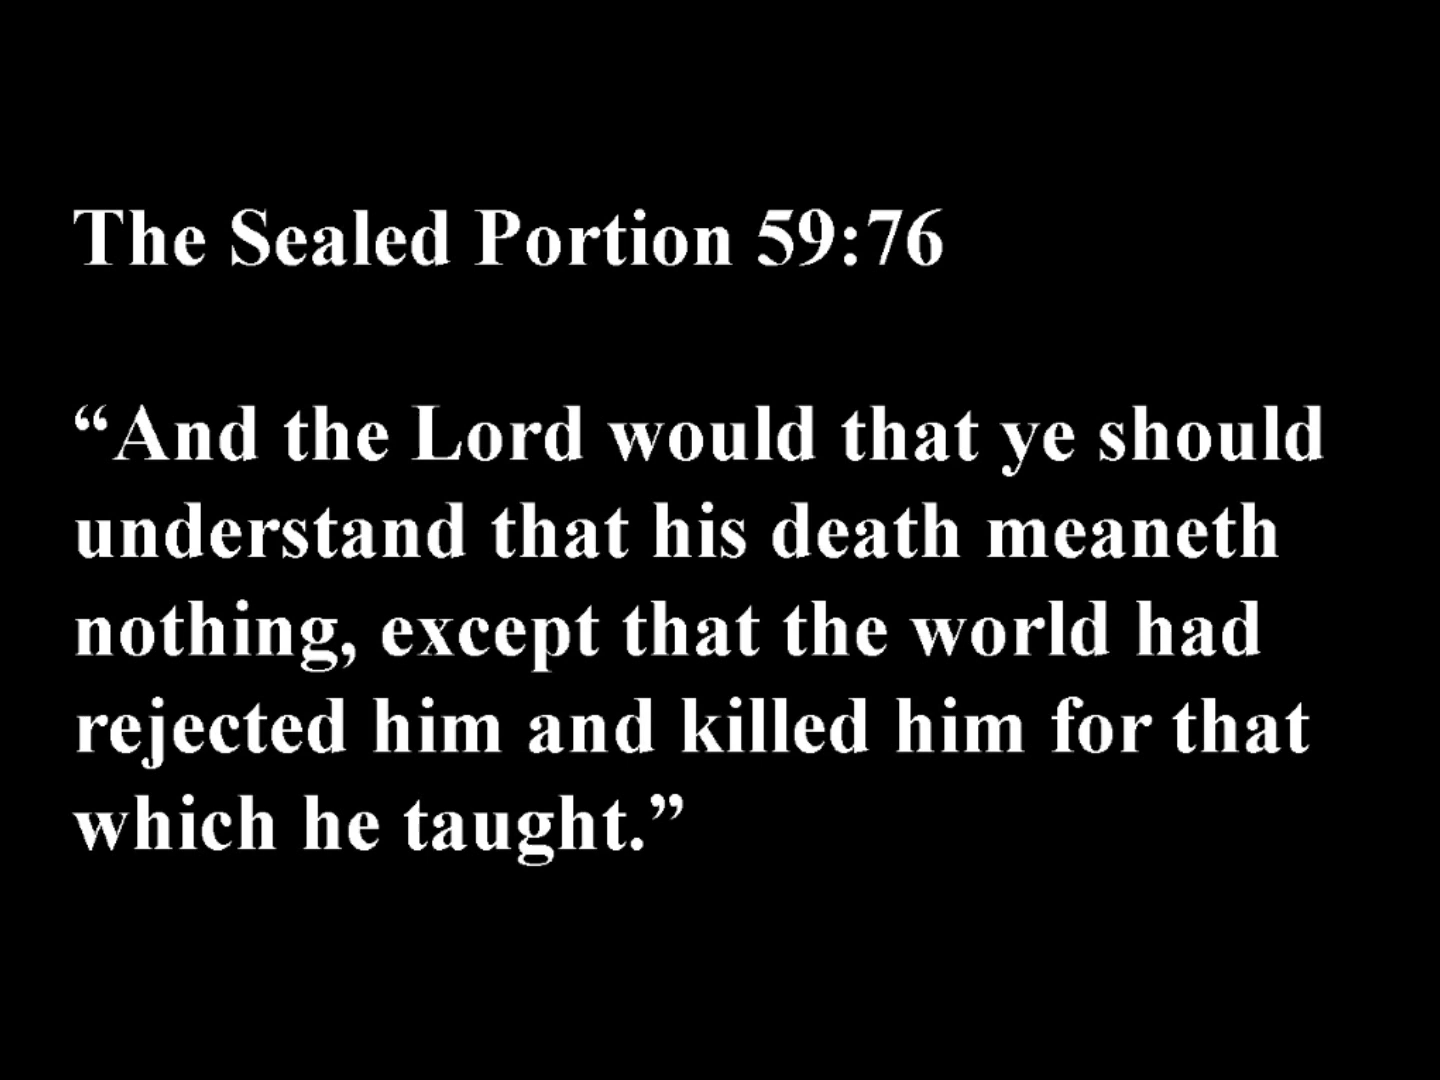 The Sealed Portion 59:76
“And the Lord would that ye should
understand that his death meaneth
nothing, except that the world had
rejected him and killed him for that
which he taught.”